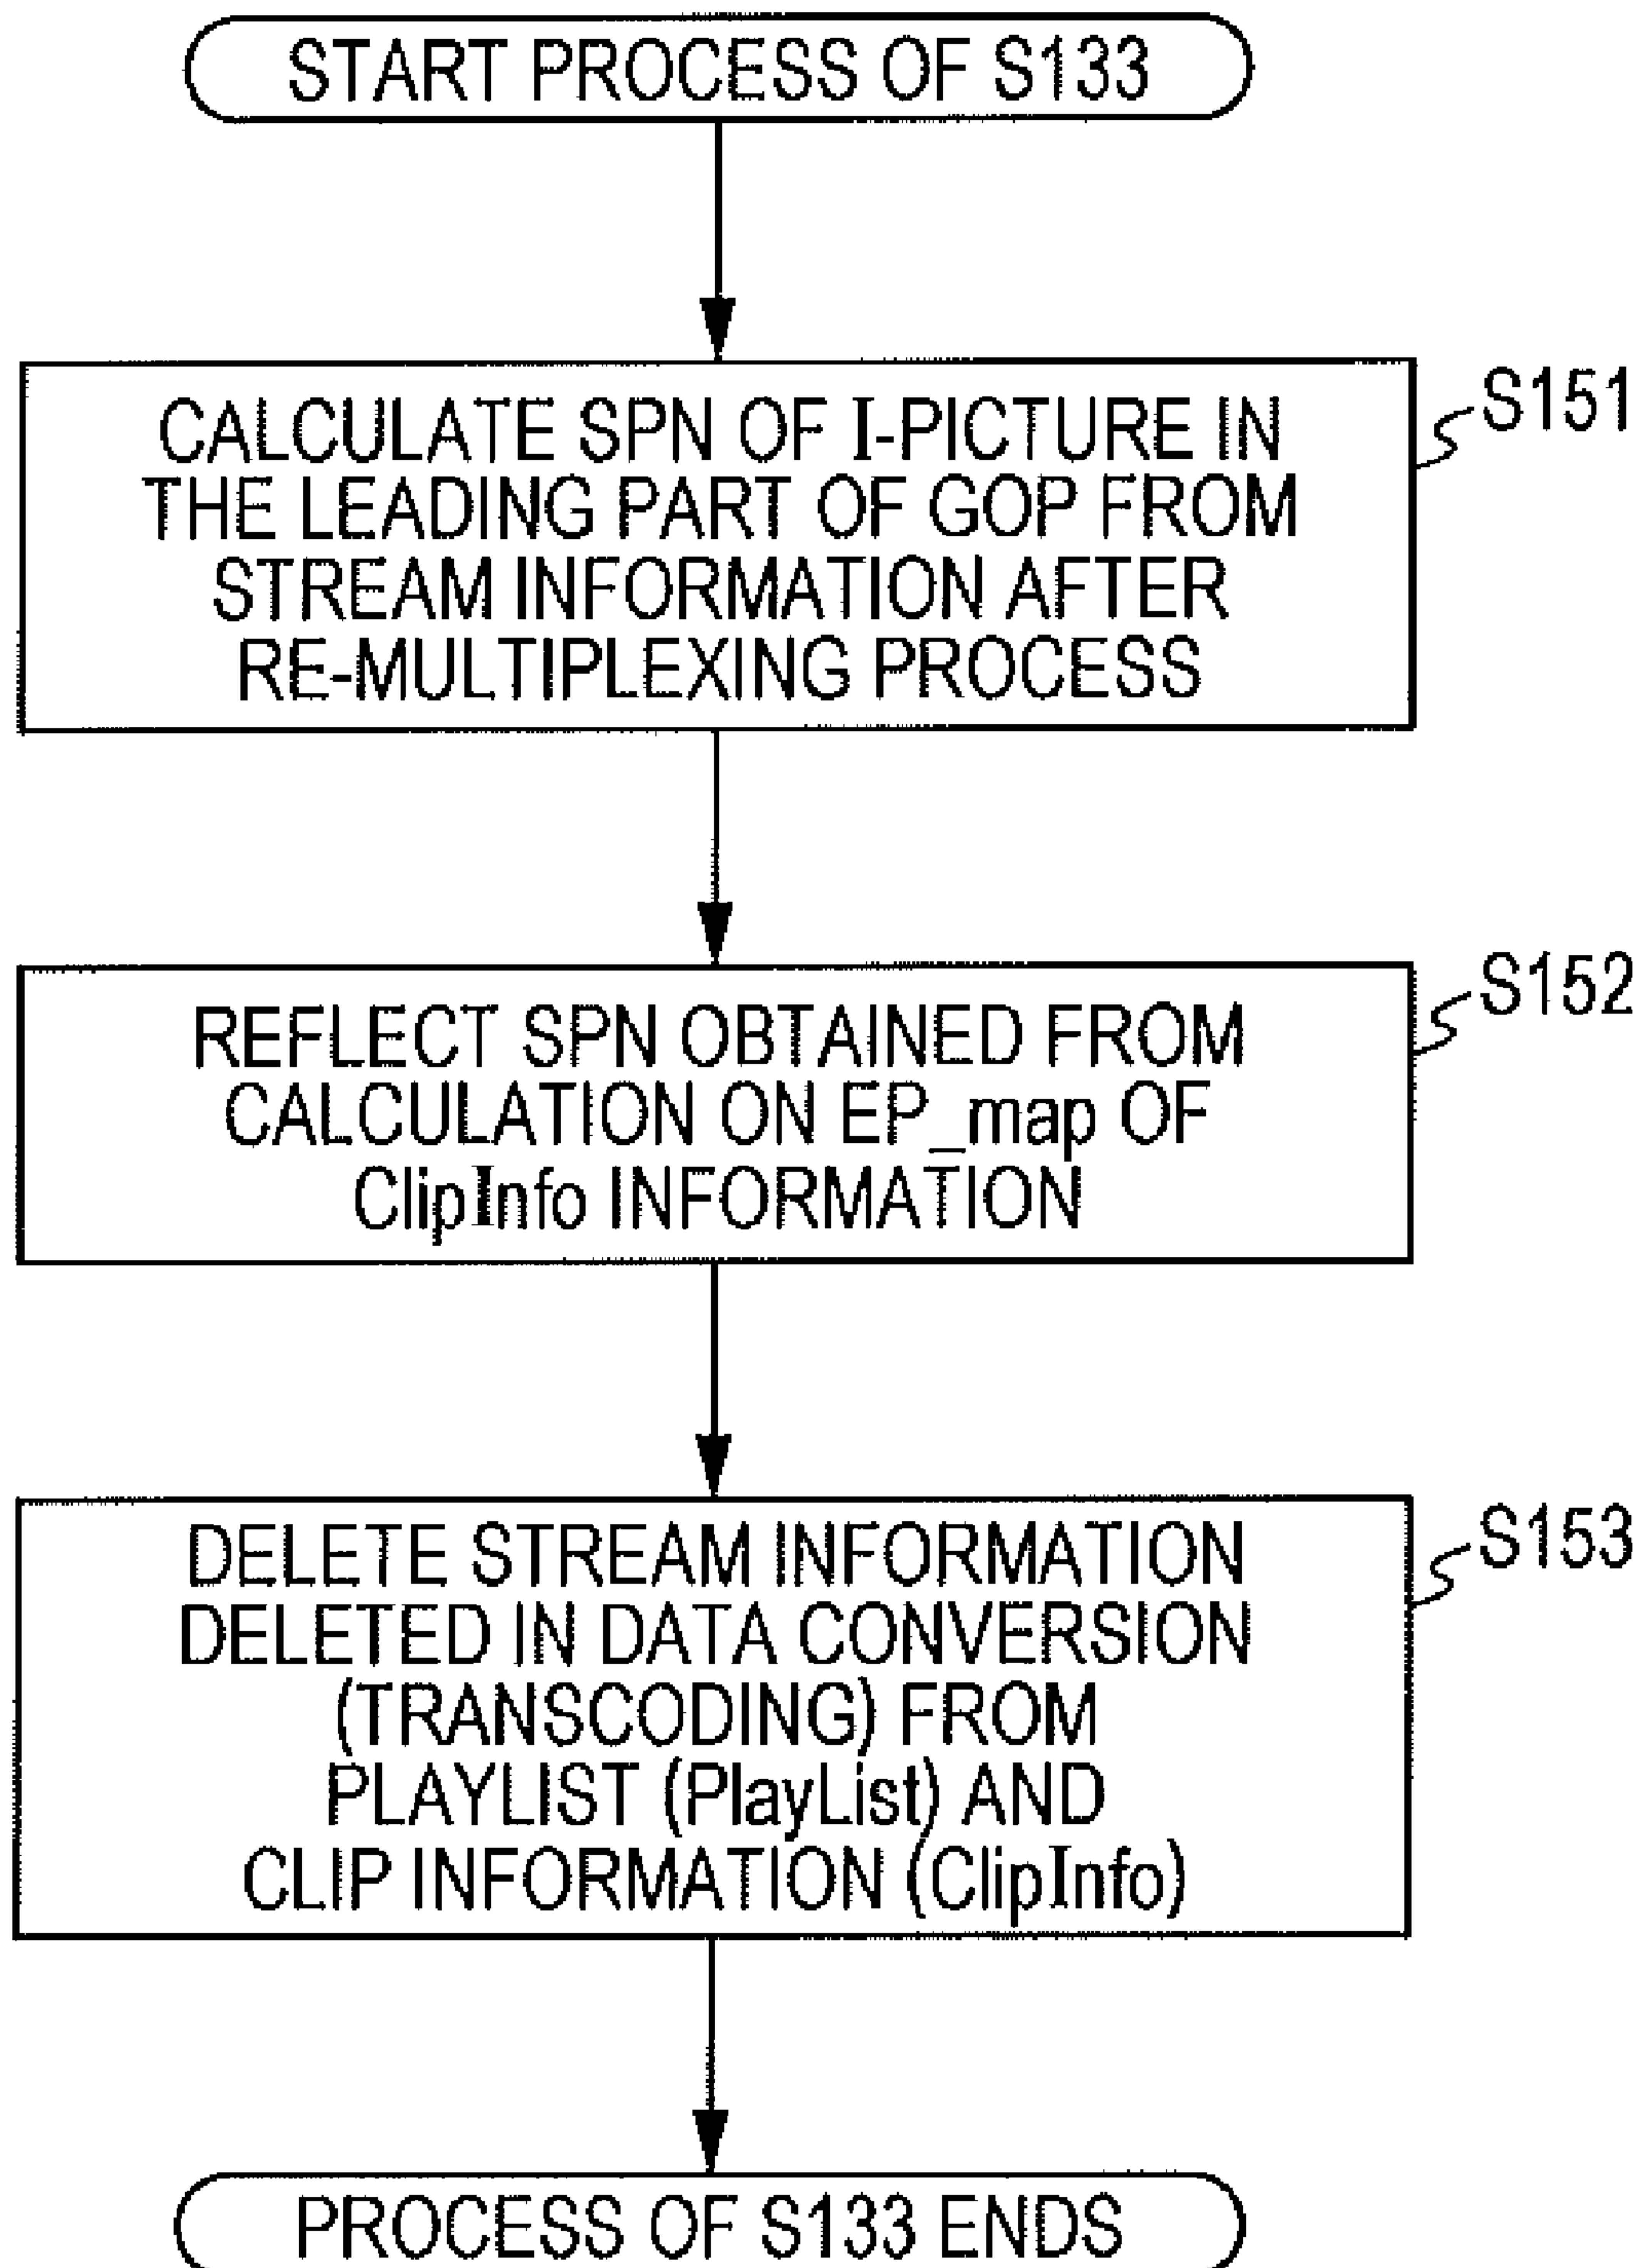 START PROCESS OF S133
CALCULATE SPN OF I-PICTURE IN
THE LEADING PART OF GOP FROM
STREAM INFORMATION AFTER
RE-MULTIPLEXING PROCESS
S151
REFLECT SPN OBTAINED FROM
CALCULATION ON EP_map OF
ClipInfo INFORMATION
S152
DELETE STREAM INFORMATION
DELETED IN DATA CONVERSION
(TRANSCODING) FROM
PLAYLIST (PlayList) AND
CLIP INFORMATION (ClipInfo)
S153
PROCESS OF S133 ENDS